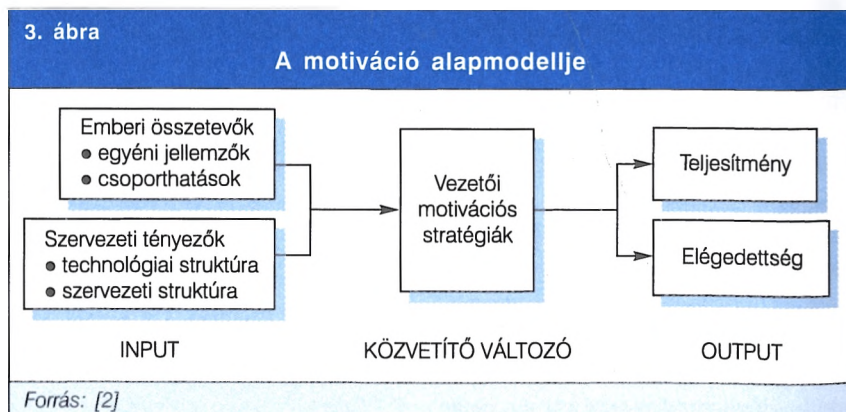 3. ábra
A motiváció alapmodellje
Emberi összetevők
• egyéni jellemzők
• csoporthatások
Szervezeti tényezők
• technológiai struktúra
• szervezeti struktúra
Vezetői
motivációs
stratégiák
Teljesítmény
Elégedettség
INPUT
KÖZVETÍTŐ VÁLTOZÓ
OUTPUT
Forrás: [2]